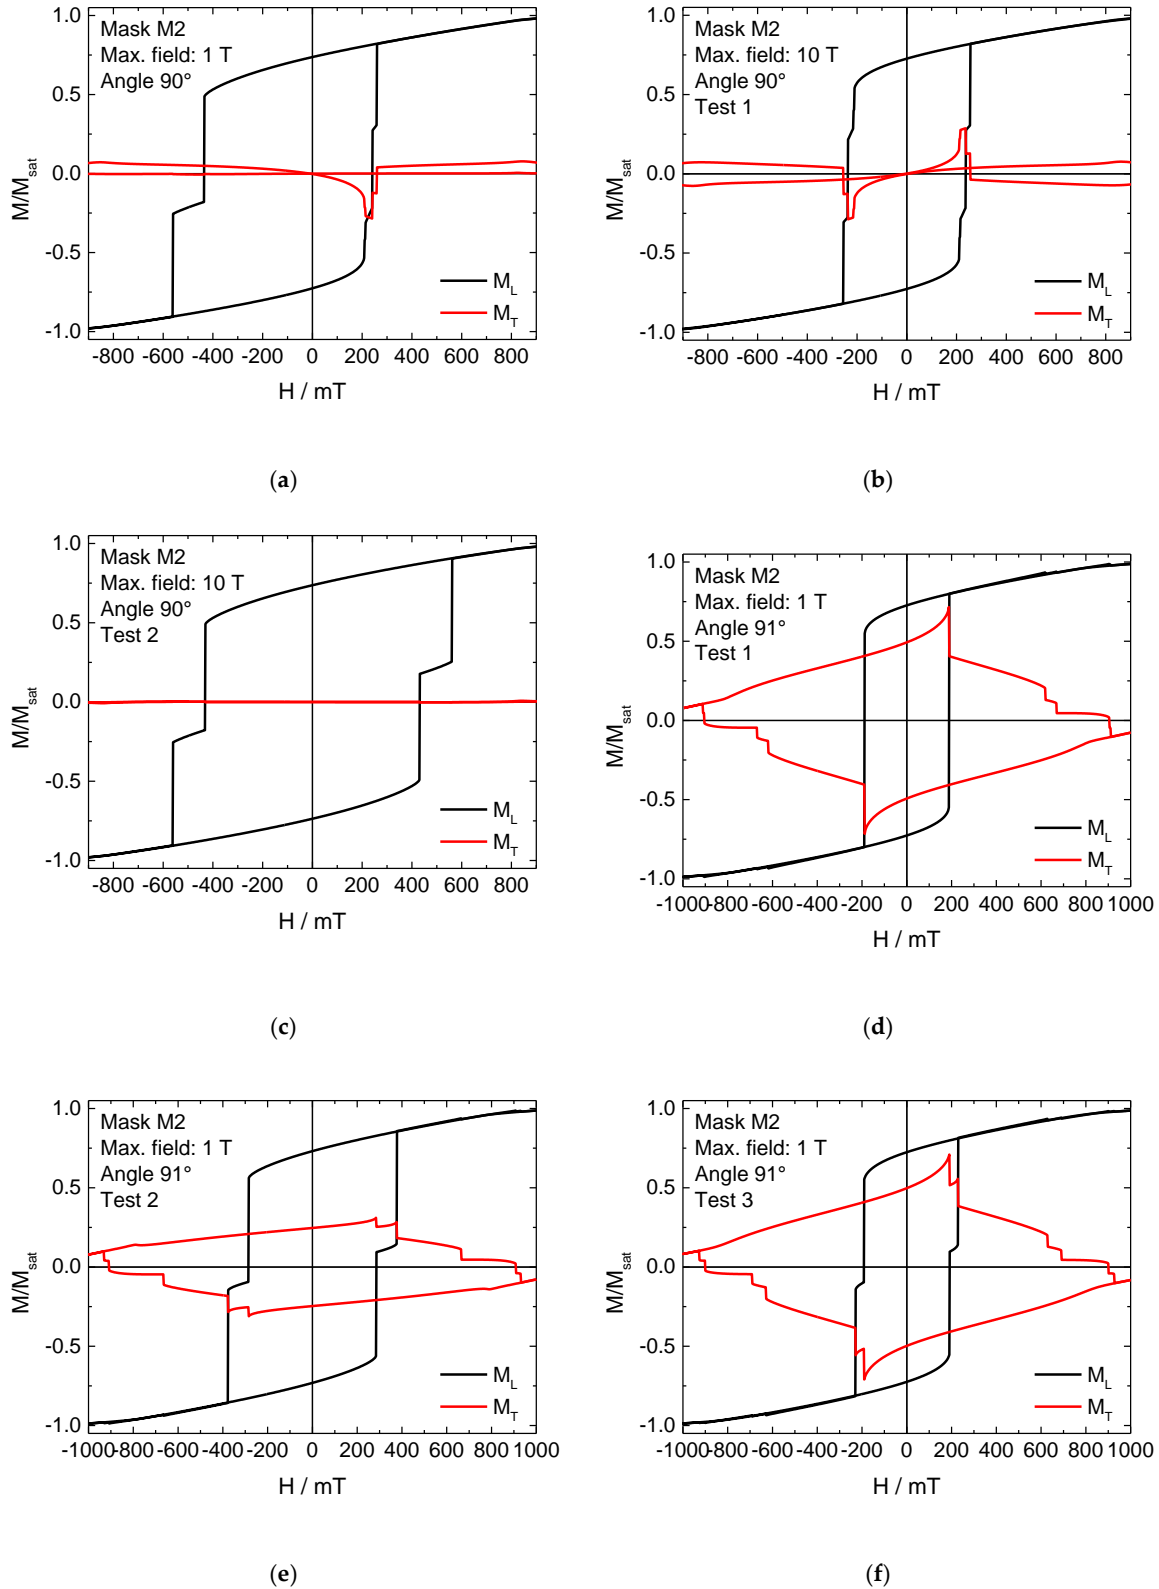 Mask M2
Max. field: 1 T
Angle 90°
1.0
0.5
0.0
-0.5
-1.0
M/Msat
ML
MT
-800 -600 -400 -200 0 200 400 600 800
H / mT
(a)
Mask M2
Max. field: 10 T
Angle 90°
Test 1
1.0
0.5
0.0
-0.5
-1.0
M/Msat
ML
MT
-800 -600 -400 -200 0 200 400 600 800
H / mT
(b)
Mask M2
Max. field: 10 T
Angle 90°
Test 2
1.0
0.5
0.0
-0.5
-1.0
M/Msat
ML
MT
-800 -600 -400 -200 0 200 400 600 800
H / mT
(c)
Mask M2
Max. field: 1 T
Angle 91°
Test 1
1.0
0.5
0.0
-0.5
-1.0
M/Msat
ML
MT
-1000 -800 -600 -400 -200 0 200 400 600 800 1000
H / mT
(d)
Mask M2
Max. field: 1 T
Angle 91°
Test 2
1.0
0.5
0.0
-0.5
-1.0
M/Msat
ML
MT
-1000 -800 -600 -400 -200 0 200 400 600 800 1000
H / mT
(e)
Mask M2
Max. field: 1 T
Angle 91°
Test 3
1.0
0.5
0.0
-0.5
-1.0
M/Msat
ML
MT
-1000 -800 -600 -400 -200 0 200 400 600 800 1000
H / mT
(f)